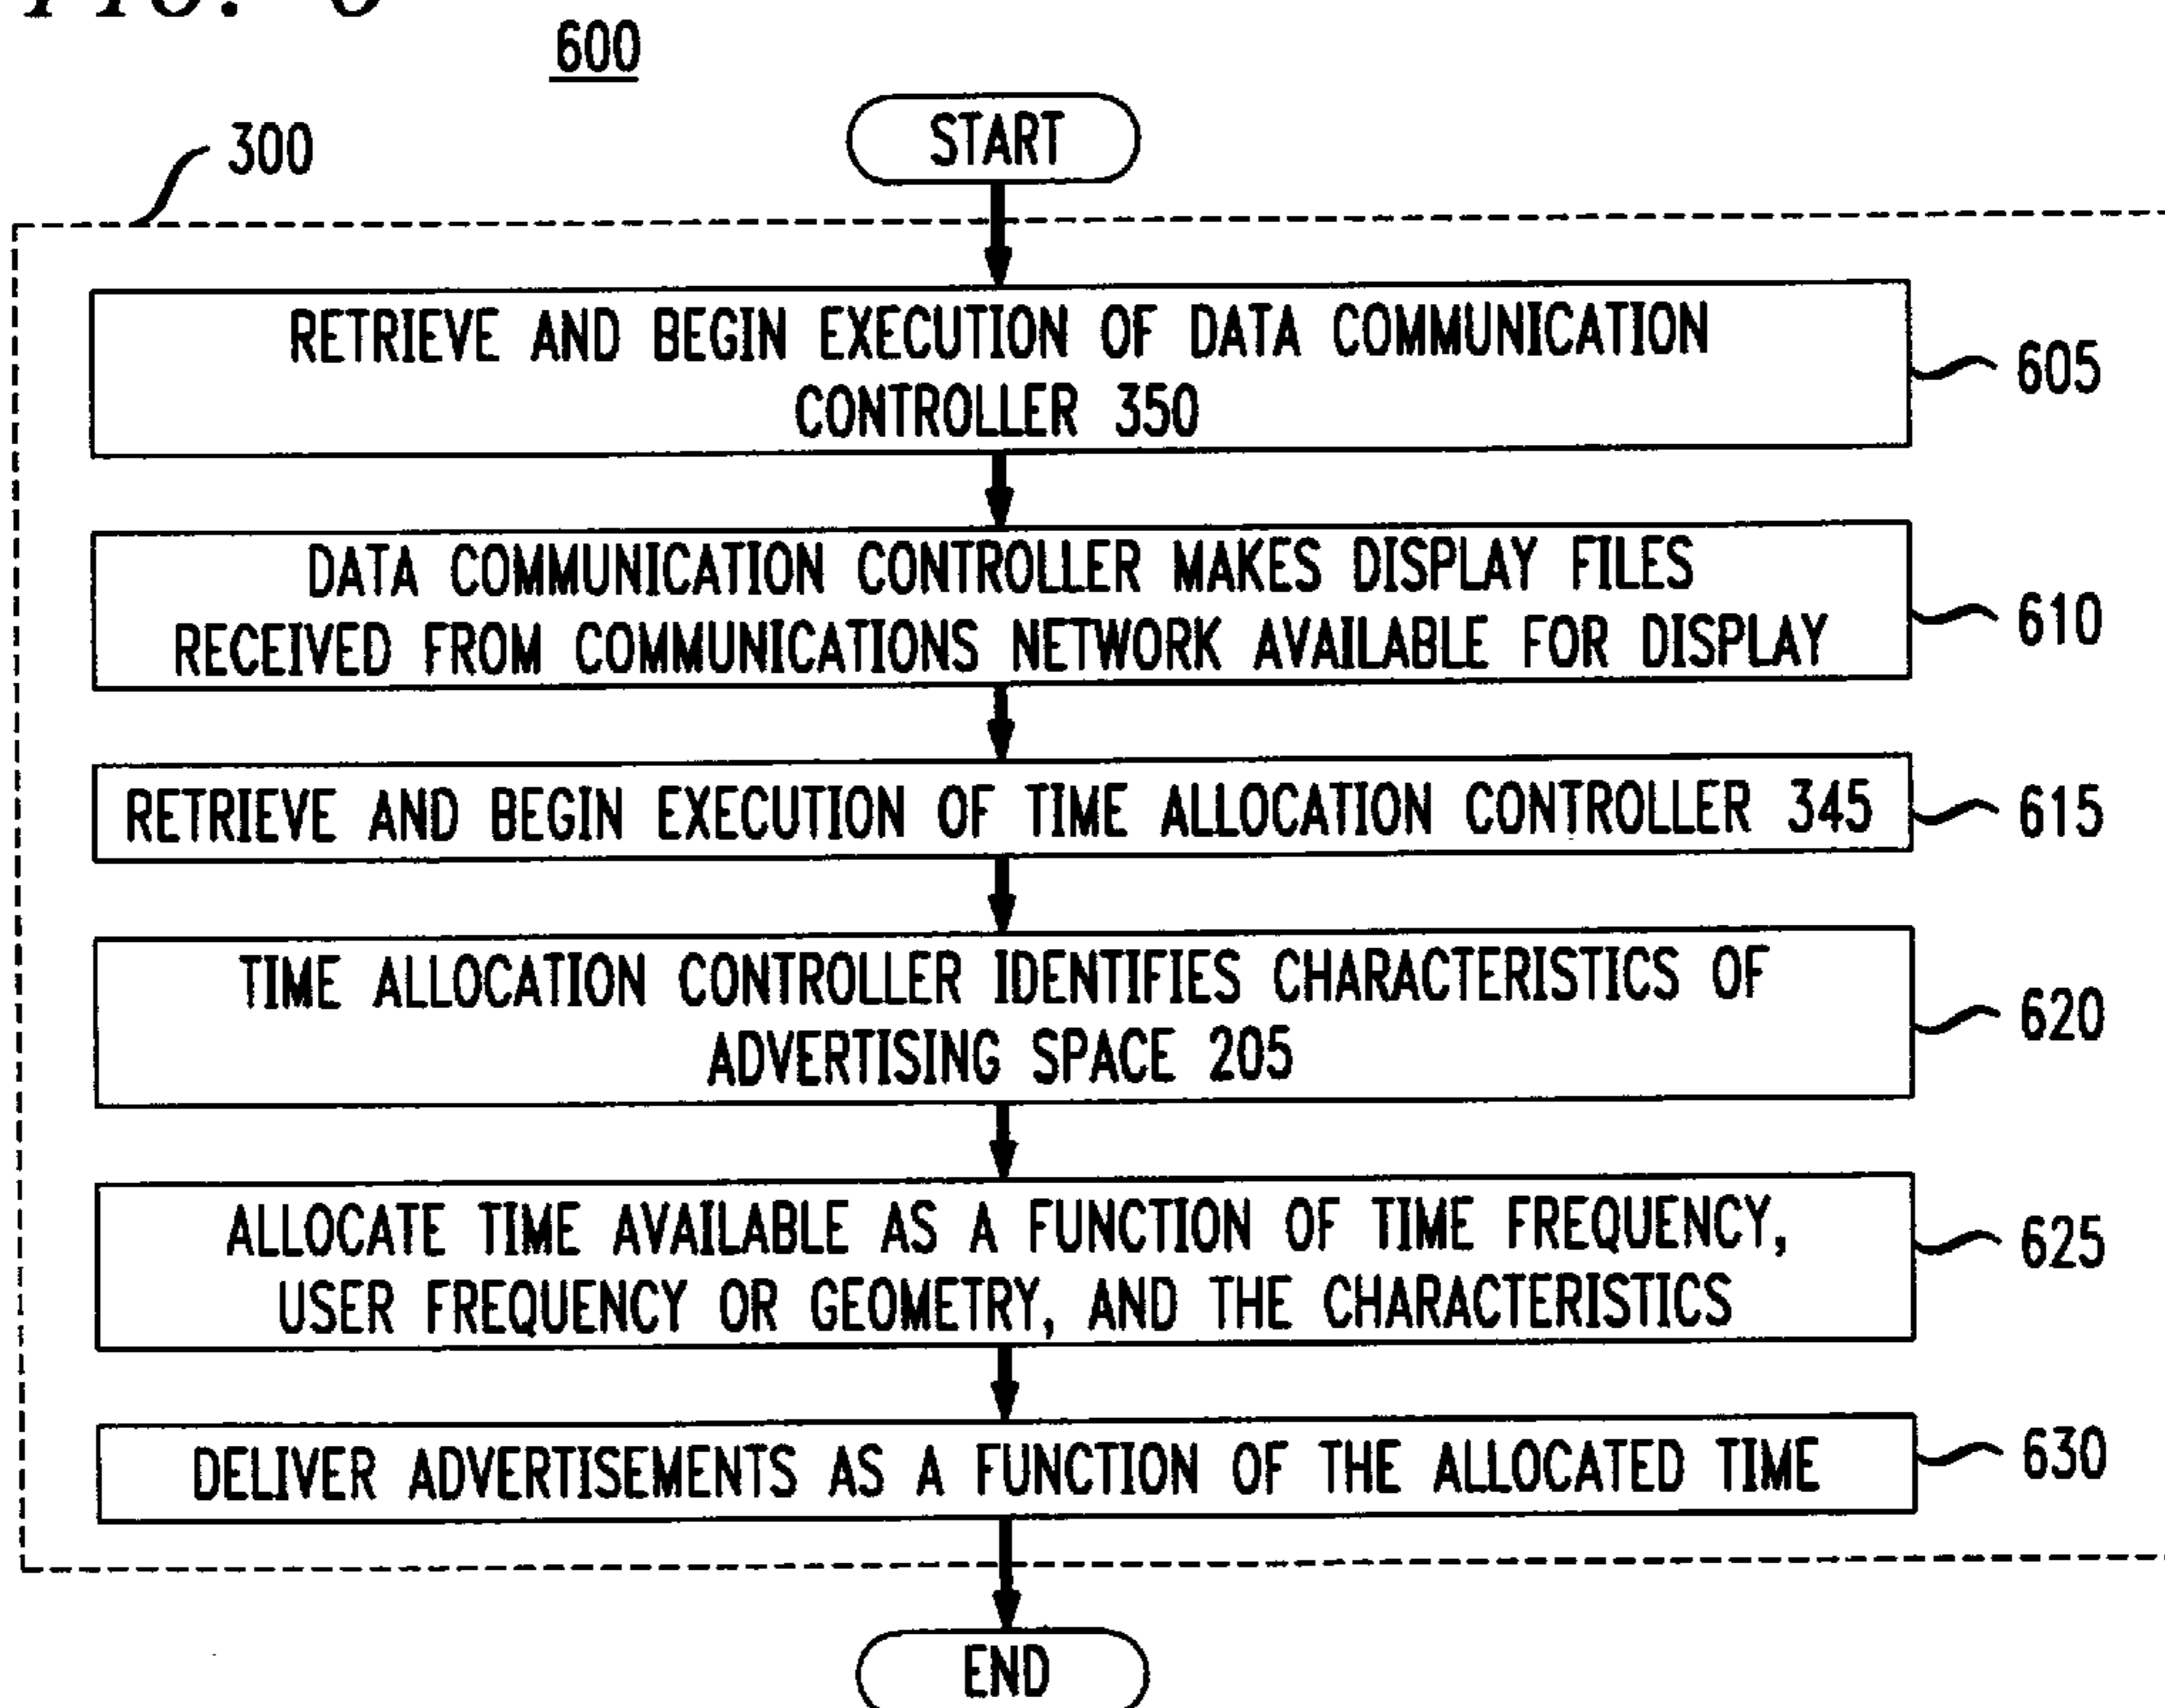 600
START
300
RETRIEVE AND BEGIN EXECUTION OF DATA COMMUNICATION
CONTROLLER 350
605
DATA COMMUNICATION CONTROLLER MAKES DISPLAY FILES
RECEIVED FROM COMMUNICATIONS NETWORK AVAILABLE FOR DISPLAY
610
RETRIEVE AND BEGIN EXECUTION OF TIME ALLOCATION CONTROLLER 345
615
TIME ALLOCATION CONTROLLER IDENTIFIES CHARACTERISTICS OF
ADVERTISING SPACE 205
620
ALLOCATE TIME AVAILABLE AS A FUNCTION OF TIME FREQUENCY,
USER FREQUENCY OR GEOMETRY, AND THE CHARACTERISTICS
625
DELIVER ADVERTISEMENTS AS A FUNCTION OF THE ALLOCATED TIME
630
END